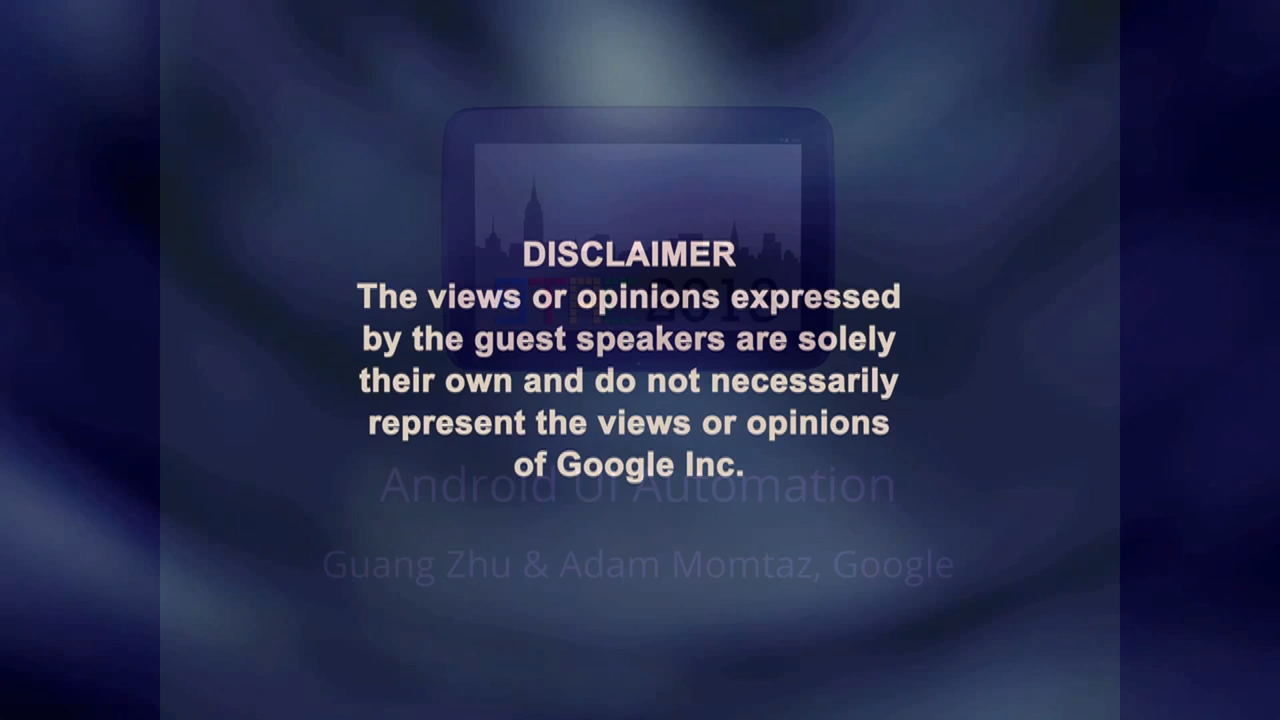 DISCLAIMER
The views or opinions expressed
by the guest speakers are solely
their own and do not necessarily
represent the views or opinions
of Google Inc.
Android UI Automation
Guang Zhu & Adam Momtaz, Google